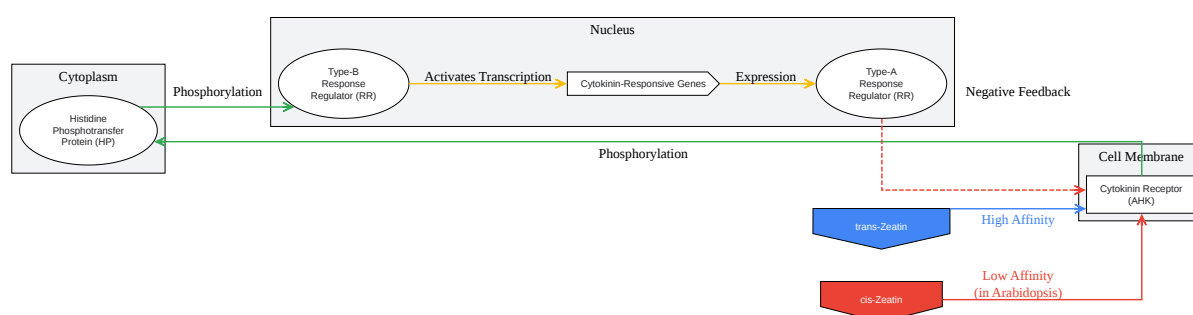 Nucleus
Cytoplasm
Type-B
Response
Regulator (RR)
Activates Transcription
Cytokinin-Responsive Genes
Expression
Type-A
Response
Regulator (RR)
Phosphorylation
Negative Feedback
Histidine
Phosphotransfer
Protein (HP)
Phosphorylation
Cell Membrane
Cytokinin Receptor
(AHK)
trans-Zeatin
High Affinity
Low Affinity
(in Arabidopsis)
cis-Zeatin